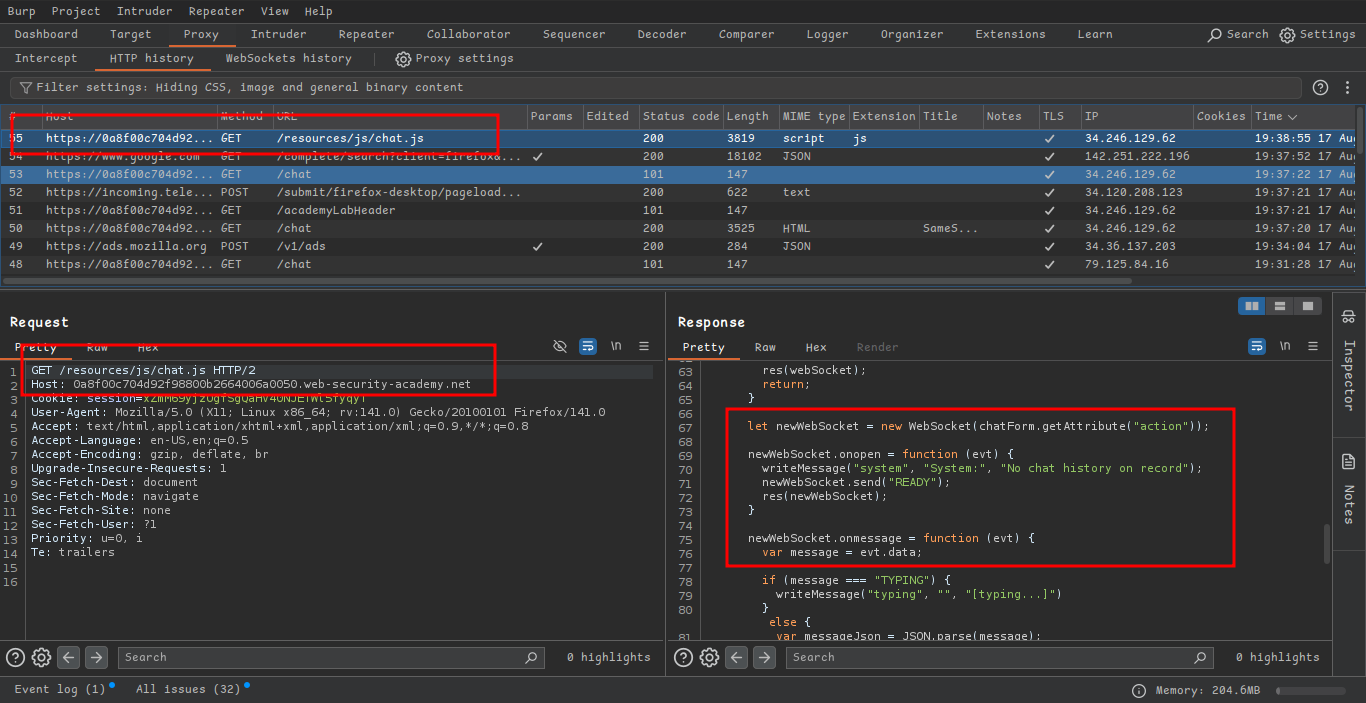 Burp Project Intruder Repeater View Help
Dashboard Target Proxy Intruder Repeater Collaborator Sequencer Decoder Comparer Logger Organizer Extensions Learn Search Settings
Intercept HTTP history WebSockets history Proxy settings
Filter settings: Hiding CSS, image and general binary content
# Host Method URL Params Edited Status code Length MIME type Extension Title Notes TLS IP Cookies Time
55 https://0a8f00c704d92... GET /resources/js/chat.js 200 3819 script js ✓ 34.246.129.62 19:38:55 17 Au
54 https://www.google.com GET /complete/search?client=firefox&... ✓ 200 18102 JSON ✓ 142.251.222.196 19:37:52 17 Au
53 https://0a8f00c704d92... GET /chat 101 147 ✓ 34.246.129.62 19:37:22 17 Au
52 https://incoming.tele... POST /submit/firefox-desktop/pageload... 200 622 text ✓ 34.120.208.123 19:37:21 17 Au
51 https://0a8f00c704d92... GET /academyLabHeader 101 147 ✓ 34.246.129.62 19:37:21 17 Au
50 https://0a8f00c704d92... GET /chat 200 3525 HTML SameS... ✓ 34.246.129.62 19:37:20 17 Au
49 https://ads.mozilla.org POST /v1/ads ✓ 200 284 JSON ✓ 34.36.137.203 19:34:04 17 Au
48 https://0a8f00c704d92... GET /chat 101 147 ✓ 79.125.84.16 19:31:28 17 Au
Request
Pretty Raw Hex \n
1 GET /resources/js/chat.js HTTP/2
2 Host: 0a8f00c704d92f98800b2664006a0050.web-security-academy.net
3 Cookie:
4 User-Agent: Mozilla/5.0 (X11; Linux x86_64; rv:141.0) Gecko/20100101 Firefox/141.0
5 Accept: text/html,application/xhtml+xml,application/xml;q=0.9,*/*;q=0.8
6 Accept-Language: en-US,en;q=0.5
7 Accept-Encoding: gzip, deflate, br
8 Upgrade-Insecure-Requests: 1
9 Sec-Fetch-Dest: document
10 Sec-Fetch-Mode: navigate
11 Sec-Fetch-Site: none
12 Sec-Fetch-User: ?1
13 Priority: u=0, i
14 Te: trailers
15
16
Response
Pretty Raw Hex Render \n
63 res(webSocket);
64 return;
65 }
66
67 let newWebSocket = new WebSocket(chatForm.getAttribute("action"));
68
69 newWebSocket.onopen = function (evt) {
70 writeMessage("system", "System:", "No chat history on record");
71 newWebSocket.send("READY");
72 res(newWebSocket);
73 }
74
75 newWebSocket.onmessage = function (evt) {
76 var message = evt.data;
77
78 if (message === "TYPING") {
79 writeMessage("typing", "", "[typing...]")
80 }
else {
81 var messageJson = JSON.parse(message);
Inspector
Notes
Search 0 highlights
Search 0 highlights
Event log (1) All issues (32) Memory: 204.6MB